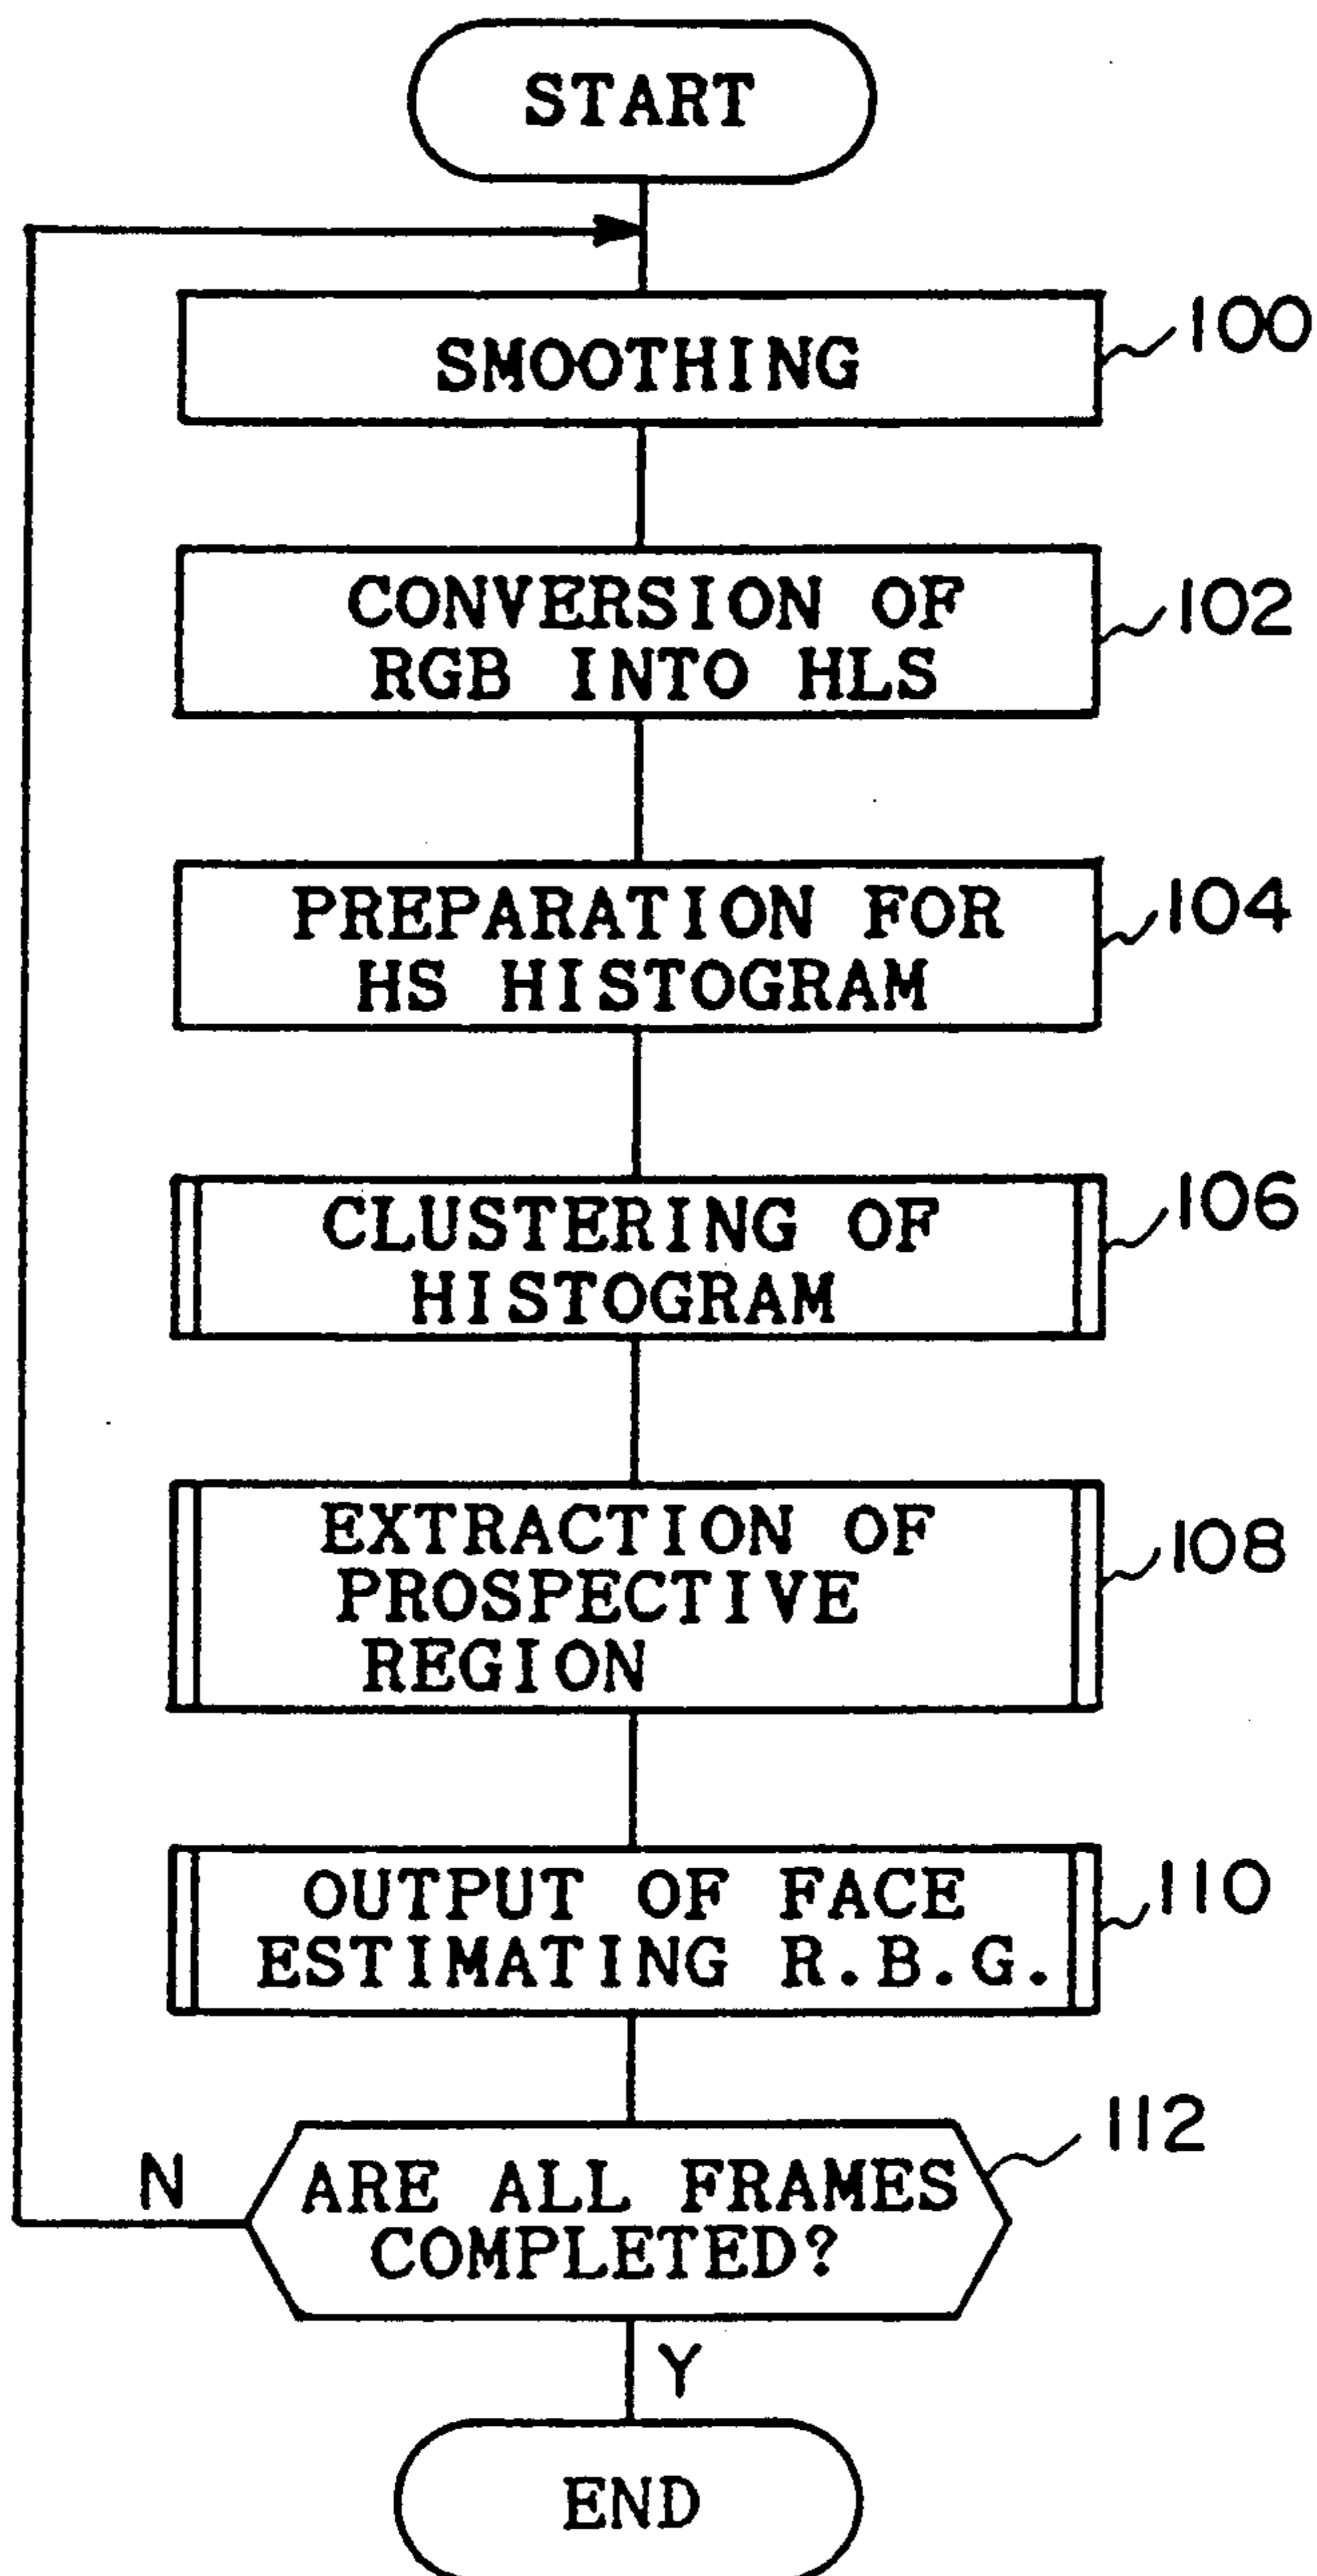 START
SMOOTHING
100
CONVERSION OF
RGB INTO HLS
102
PREPARATION FOR
HS HISTOGRAM
104
CLUSTERING OF
HISTOGRAM
106
EXTRACTION OF
PROSPECTIVE
REGION
108
OUTPUT OF FACE
ESTIMATING R.B.G.
110
ARE ALL FRAMES
COMPLETED?
112
N
Y
END